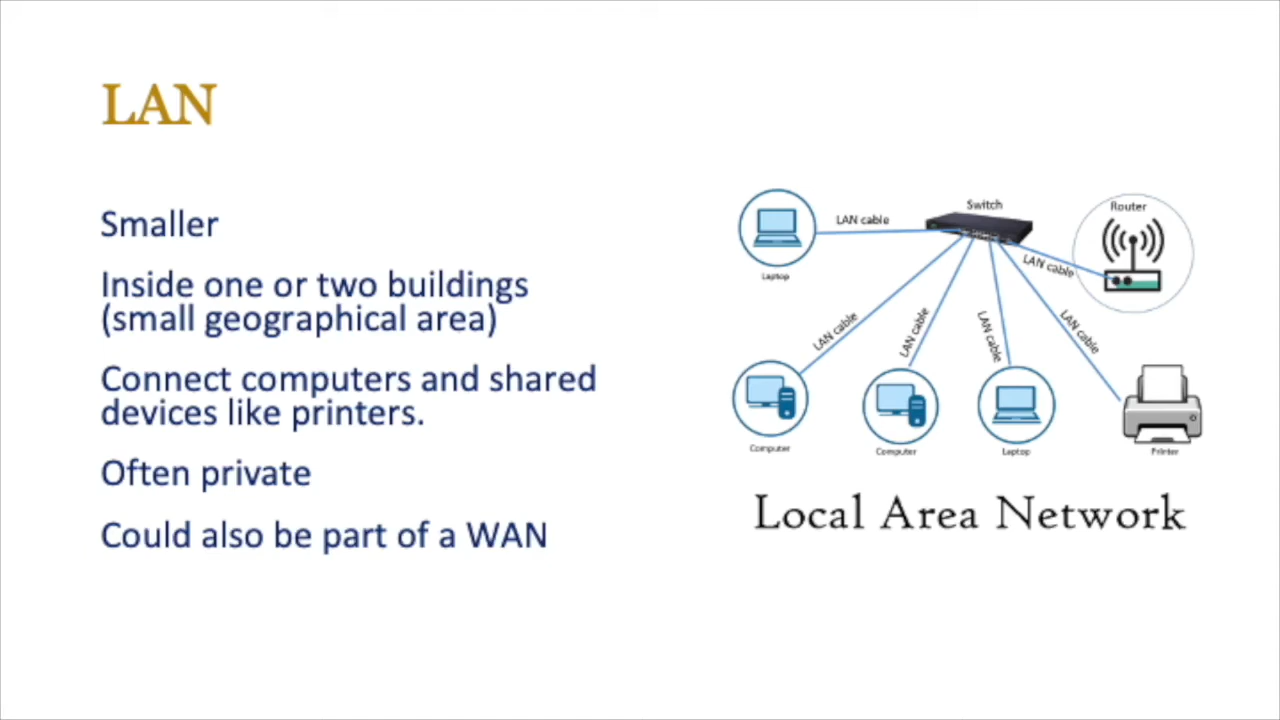 LAN
Smaller
Inside one or two buildings
(small geographical area)
Connect computers and shared
devices like printers.
Often private
Could also be part of a WAN
Switch
Router
LAN cable
LAN cable
Laptop
LAN cable
LAN cable
LAN cable
LAN cable
Computer
Computer
Laptop
Printer
Local Area Network